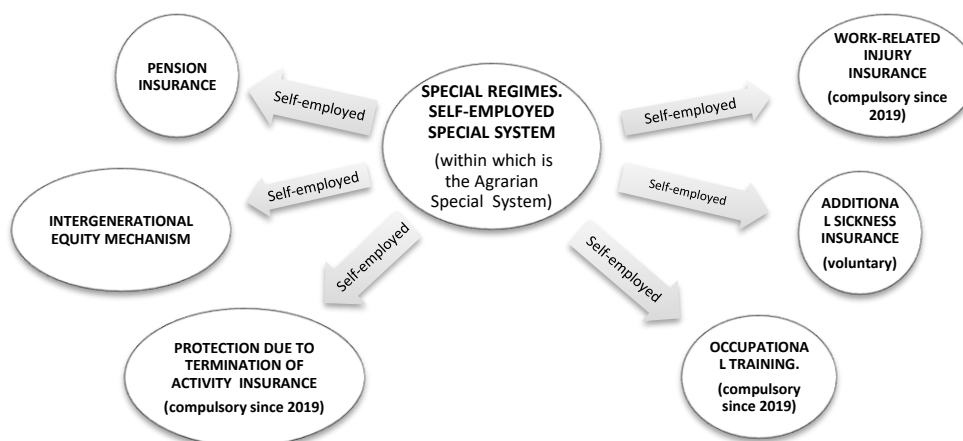 PENSION
INSURANCE
Self-employed
SPECIAL REGIMES.
SELF-EMPLOYED
SPECIAL SYSTEM
(within which is
the Agrarian
Special System)
Self-employed
WORK-RELATED
INJURY
INSURANCE
(compulsory since
2019)
INTERGENERATIONAL
EQUITY MECHANISM
Self-employed
Self-employed
ADDITIONA
L SICKNESS
INSURANCE
(voluntary)
PROTECTION DUE TO
TERMINATION OF
ACTIVITY INSURANCE
(compulsory since 2019)
Self-employed
Self-employed
OCCUPATIONA
L TRAINING.
(compulsory
since 2019)